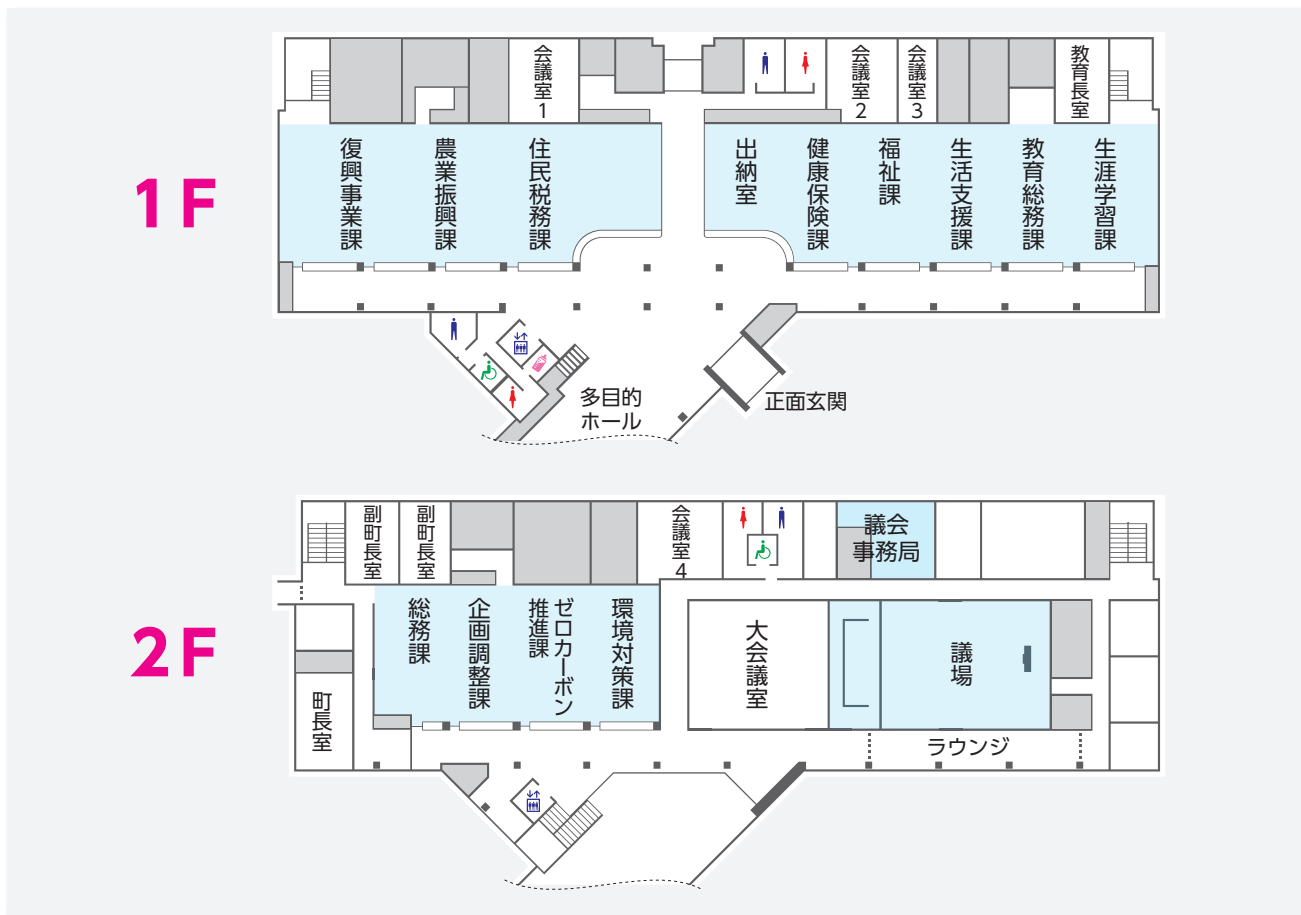 1F
会議室1
会議室2
会議室3
教育長室
復興事業課
農業振興課
住民税務課
出納室
健康保険課
福祉課
生活支援課
教育総務課
生涯学習課
多目的
ホール
正面玄関
2F
副町長室
副町長室
会議室4
議会
事務局
総務課
企画調整課
ゼロカーボン
推進課
環境対策課
大会議室
議場
町長室
ラウンジ